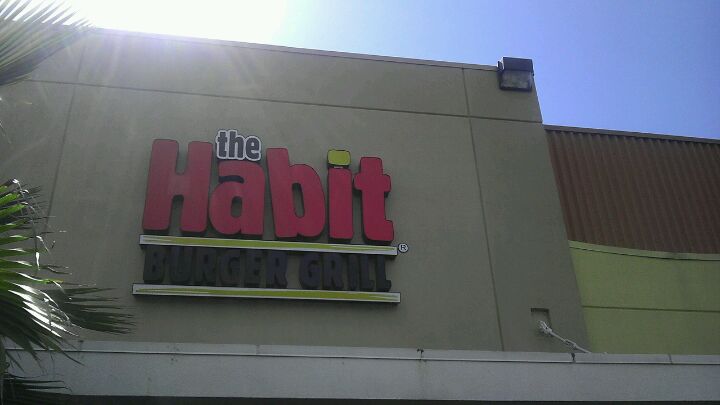 the
Habit
®
BURGER GRILL